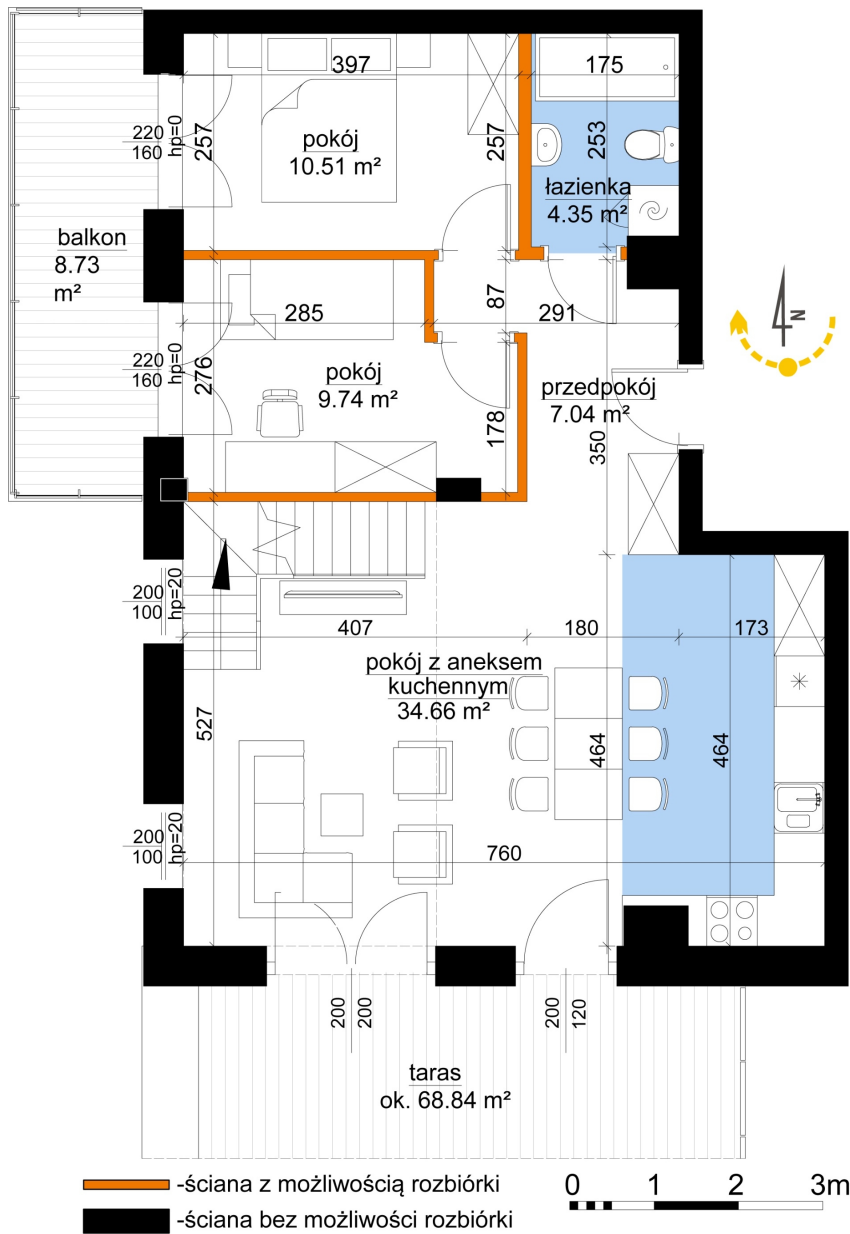 397
175
220
160
hp=0
257
257
253
pokój
10.51 m²
łazienka
4.35 m²
balkon
8.73
m²
N
285
87
291
220
160
hp=0
276
pokój
9.74 m²
178
przedpokój
7.04 m²
350
200
100
hp=20
407
180
173
pokój z aneksem
kuchennym
34.66 m²
527
464
464
200
100
hp=20
760
200
200
200
120
taras
ok. 68.84 m²
-ściana z możliwością rozbiórki
-ściana bez możliwości rozbiórki
0 1 2 3m